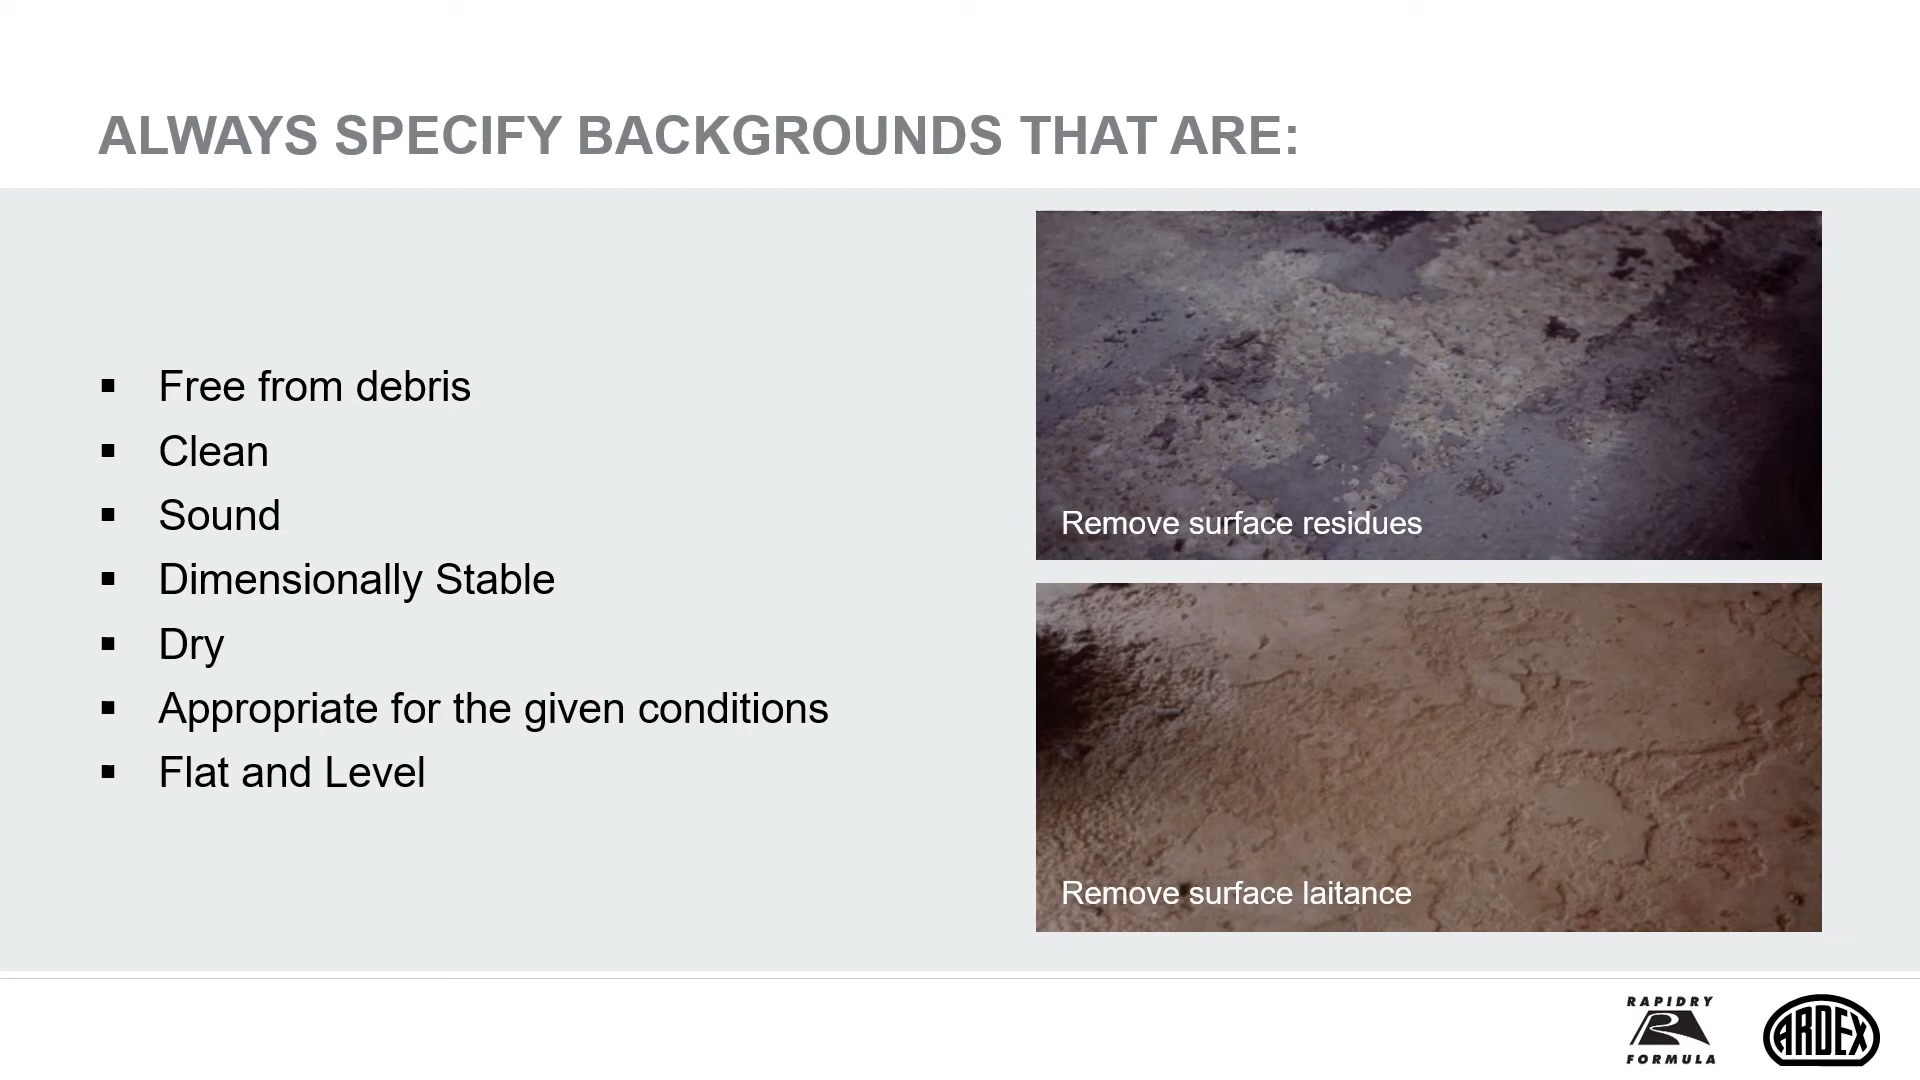 ALWAYS SPECIFY BACKGROUNDS THAT ARE:
▪ Free from debris
▪ Clean
▪ Sound
▪ Dimensionally Stable
▪ Dry
▪ Appropriate for the given conditions
▪ Flat and Level
Remove surface residues
Remove surface laitance
RAPIDRY
R
FORMULA
ARDEX